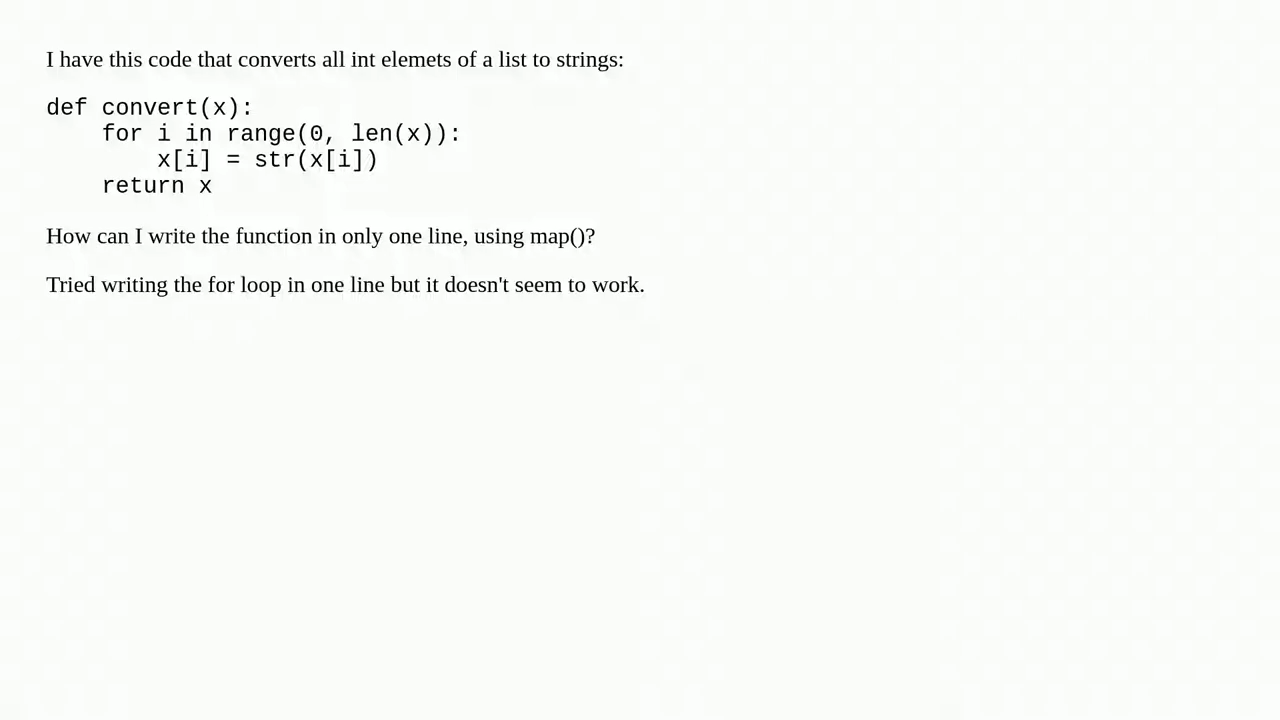 I have this code that converts all int elemets of a list to strings:
def convert(x):
    for i in range(0, len(x)):
        x[i] = str(x[i])
    return x
How can I write the function in only one line, using map()?
Tried writing the for loop in one line but it doesn't seem to work.